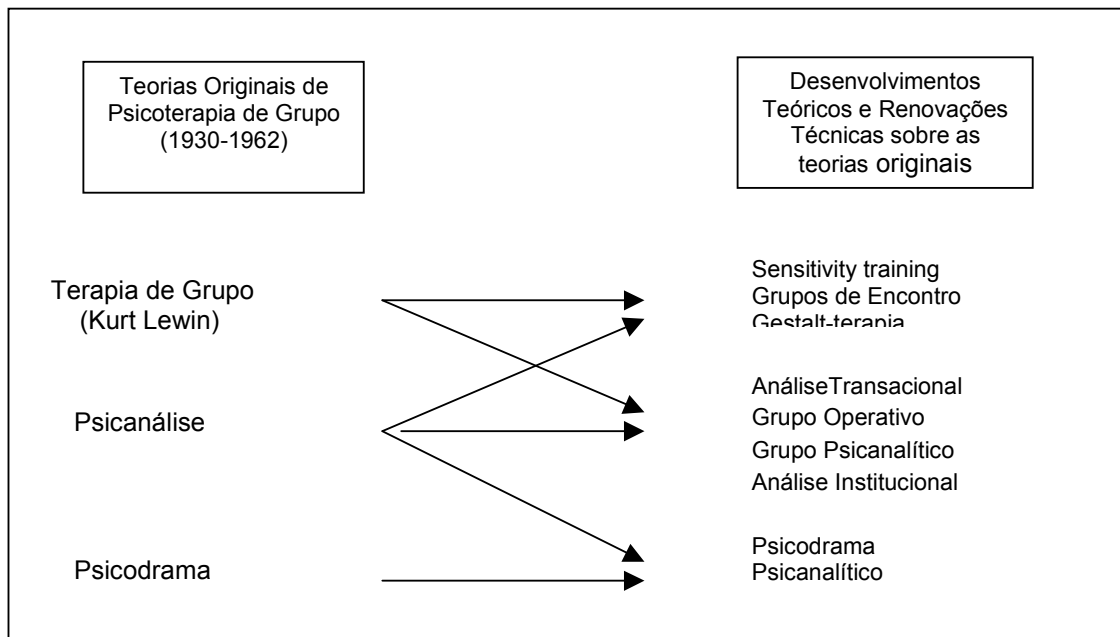 Teorias Originais de
Psicoterapia de Grupo
(1930-1962)
Desenvolvimentos
Teóricos e Renovações
Técnicas sobre as
teorias originais
Terapia de Grupo
(Kurt Lewin)
Sensitivity training
Grupos de Encontro
Gestalt-terapia
Psicanálise
AnáliseTransacional
Grupo Operativo
Grupo Psicanalítico
Análise Institucional
Psicodrama
Psicodrama
Psicanalítico